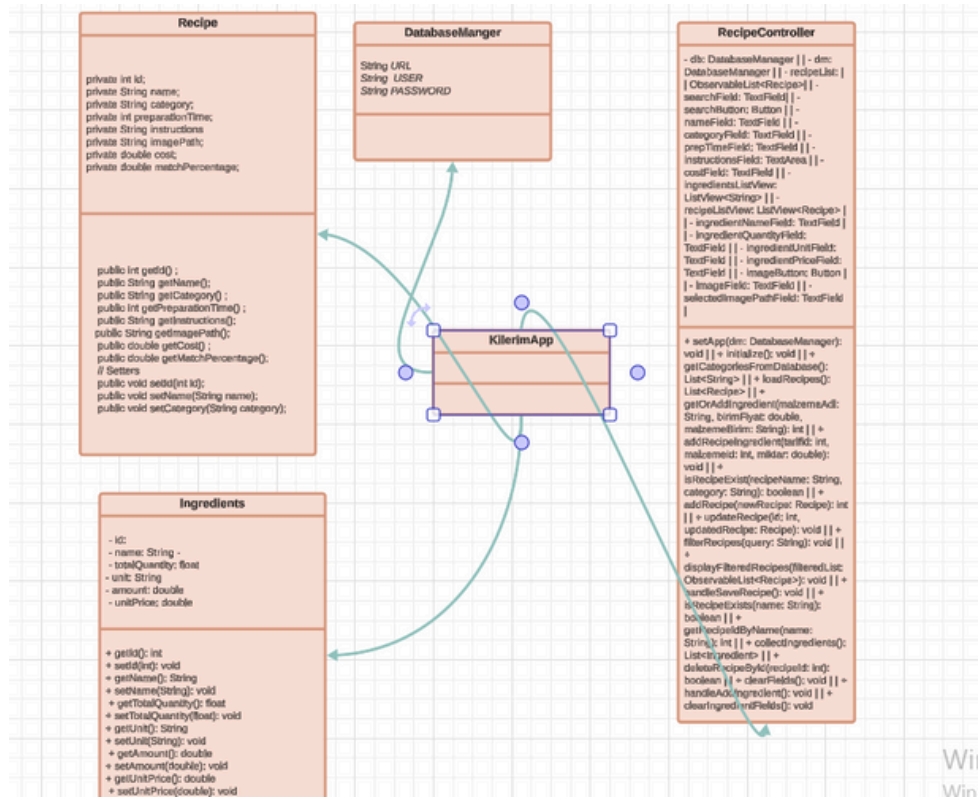 Recipe
private int id;
private String name;
private String category;
private int preparationTime;
private String instructions
private String imagePath;
private double cost;
private double matchPercentage;
public int getId() ;
public String getName();
public String getCategory() ;
public int getPreparationTime() ;
public String getInstructions();
public String getImagePath();
public double getCost() ;
public double getMatchPercentage();
// Setters
public void setId(int id);
public void setName(String name);
public void setCategory(String category);
DatabaseManger
String URL
String USER
String PASSWORD
KilerimApp
RecipeController
- db: DatabaseManager | | - dm:
DatabaseManager | | - recipeList: |
| ObservableList<Recipe>| | -
searchField: TextField| | -
searchButton: Button | | -
nameField: TextField | | -
categoryField: TextField | | -
prepTimeField: TextField | | -
instructionsField: TextArea | | -
costField: TextField | | -
ingredientsListView:
ListView<String> | | -
recipeListView: ListView<Recipe> |
| - ingredientNameField: TextField |
| - ingredientQuantityField:
TextField | | - ingredientUnitField:
TextField | | - ingredientPriceField:
TextField | | - imageButton: Button |
| - imageField: TextField | | -
selectedImagePathField: TextField
|
+ setApp(dm: DatabaseManager):
void | | + initialize(): void | | +
getCategoriesFromDatabase():
List<String> | | + loadRecipes():
List<Recipe> | | +
getOrAddIngredient(malzemeAdi:
String, birimFiyat: double,
malzemeBirim: String): int | | +
addRecipeIngredient(tarifId: int,
malzemeId: int, miktar: double):
void | | +
isRecipeExist(recipeName: String,
category: String): boolean | | +
addRecipe(newRecipe: Recipe): int
| | + updateRecipe(id: int,
updatedRecipe: Recipe): void | | +
filterRecipes(query: String): void | |
+
displayFilteredRecipes(filteredList:
ObservableList<Recipe>): void | | +
handleSaveRecipe(): void | | +
isRecipeExists(name: String):
boolean | | +
getRecipeIdByName(name:
String): int | | + collectIngredients():
List<Ingredient> | | +
deleteRecipeById(recipeId: int):
boolean | | + clearFields(): void | | +
handleAddIngredient(): void | | +
clearIngredientFields(): void
Ingredients
- id:
- name: String -
- totalQuantity: float
- unit: String
- amount: double
- unitPrice: double
+ getId(): int
+ setId(int): void
+ getName(): String
+ setName(String): void
+ getTotalQuantity(): float
+ setTotalQuantity(float): void
+ getUnit(): String
+ setUnit(String): void
+ getAmount(): double
+ setAmount(double): void
+ getUnitPrice(): double
+ setUnitPrice(double): void